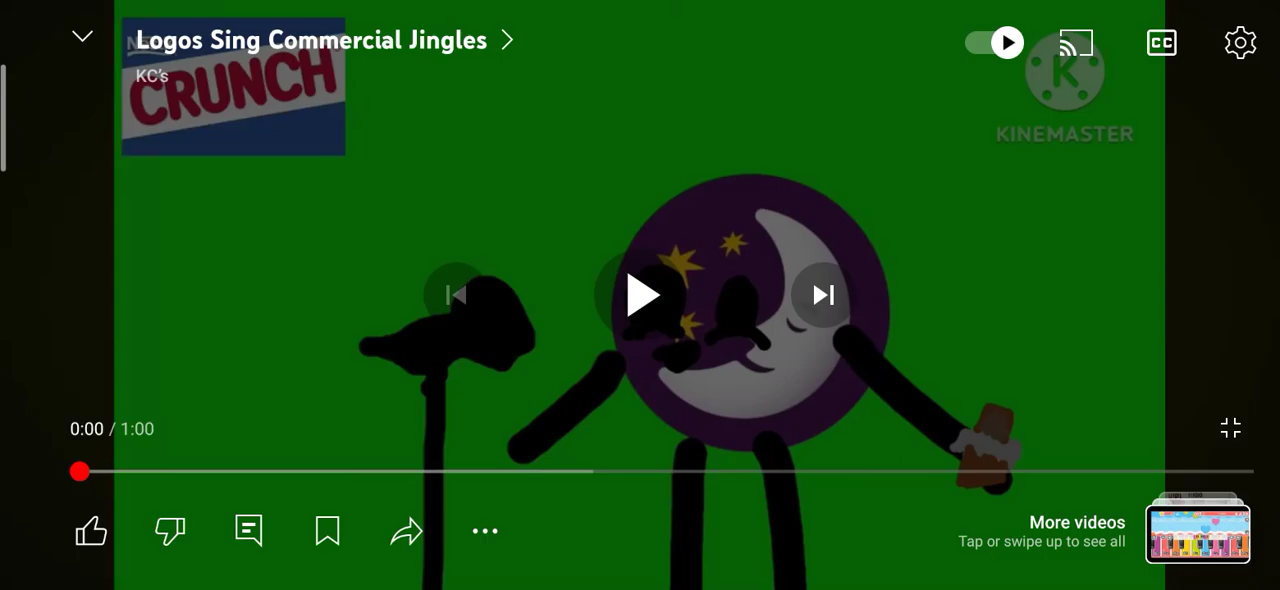 Logos Sing Commercial Jingles
KC's
CRUNCH
CC
K
KINEMASTER
0:00 / 1:00
More videos
Tap or swipe up to see all